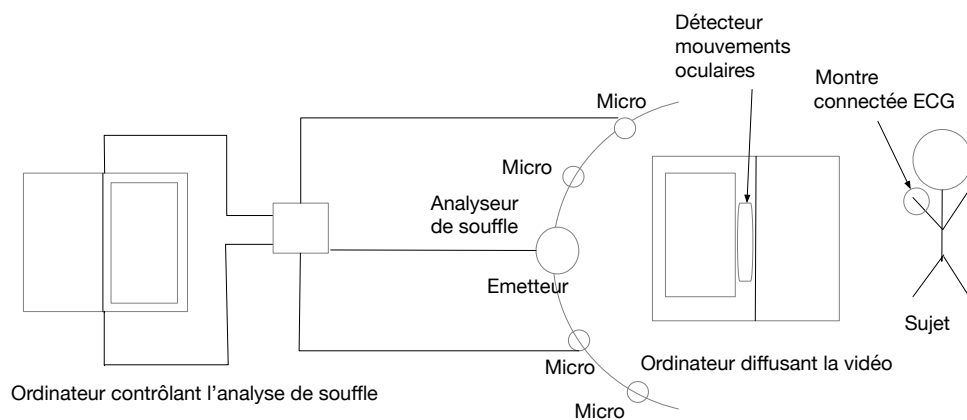 Détecteur
mouvements
oculaires
Montre
connectée ECG
Micro
Micro
Analyseur
de souffle
Emetteur
Sujet
Micro
Ordinateur diffusant la vidéo
Ordinateur contrôlant l'analyse de souffle
Micro